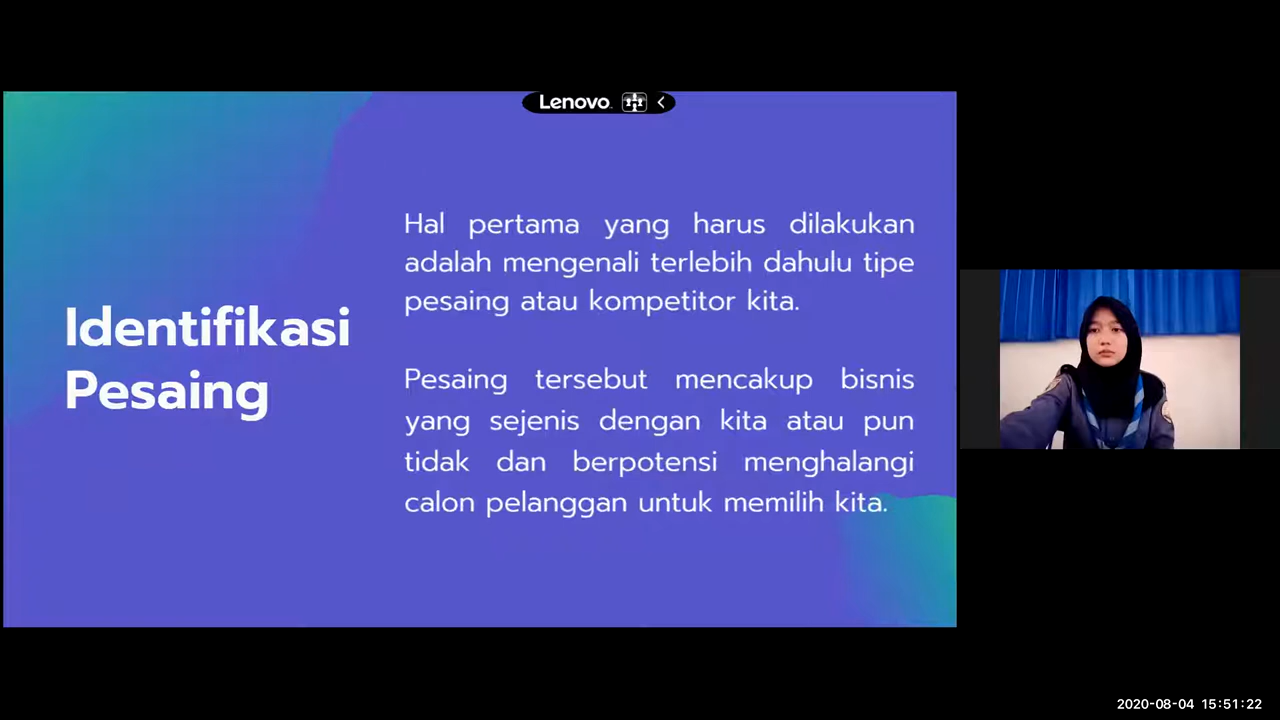 Lenovo
Identifikasi
Pesaing
Hal pertama yang harus dilakukan
adalah mengenali terlebih dahulu tipe
pesaing atau kompetitor kita.
Pesaing tersebut mencakup bisnis
yang sejenis dengan kita atau pun
tidak dan berpotensi menghalangi
calon pelanggan untuk memilih kita.
2020-08-04 15:51:22